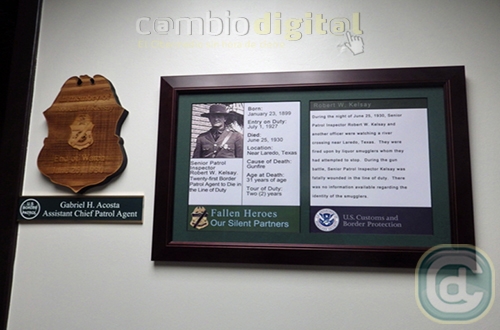 cambiodigital
Gabriel H. Acosta
Assistant Chief Patrol Agent
Senior Patrol
Inspector
Robert W. Kelsay
Twenty-first Border
Patrol Agent to Die in
the Line of Duty
Born:
January 23, 1899
Entry on Duty:
July 1, 1927
Died:
June 25, 1930
Location:
Near Laredo, Texas
Cause of Death:
Gunfire
Age at Death:
31 years of age
Tour of Duty:
Two (2) years
Fallen Heroes
Our Silent Partners
Robert W. Kelsay
During the night of June 25, 1930, Senior
Patrol Inspector Robert W. Kelsay and
another officer were watching a river
crossing near Laredo, Texas. They were
fired upon by liquor smugglers whom they
had attempted to stop. During the gun
battle, Senior Patrol Inspector Kelsay was
fatally wounded in the line of duty. There
was no information available regarding the
identity of the smugglers.
U.S. Customs and
Border Protection